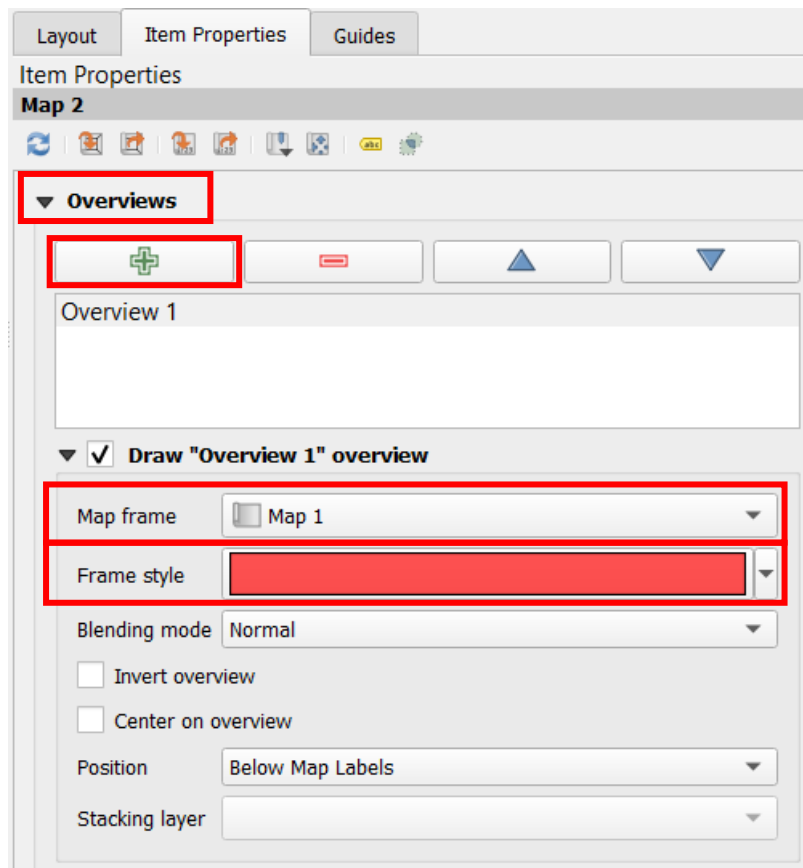 Layout Item Properties Guides
Item Properties
Map 2
abc
Overviews
Overview 1
Draw "Overview 1" overview
Map frame Map 1
Frame style
Blending mode Normal
Invert overview
Center on overview
Position Below Map Labels
Stacking layer